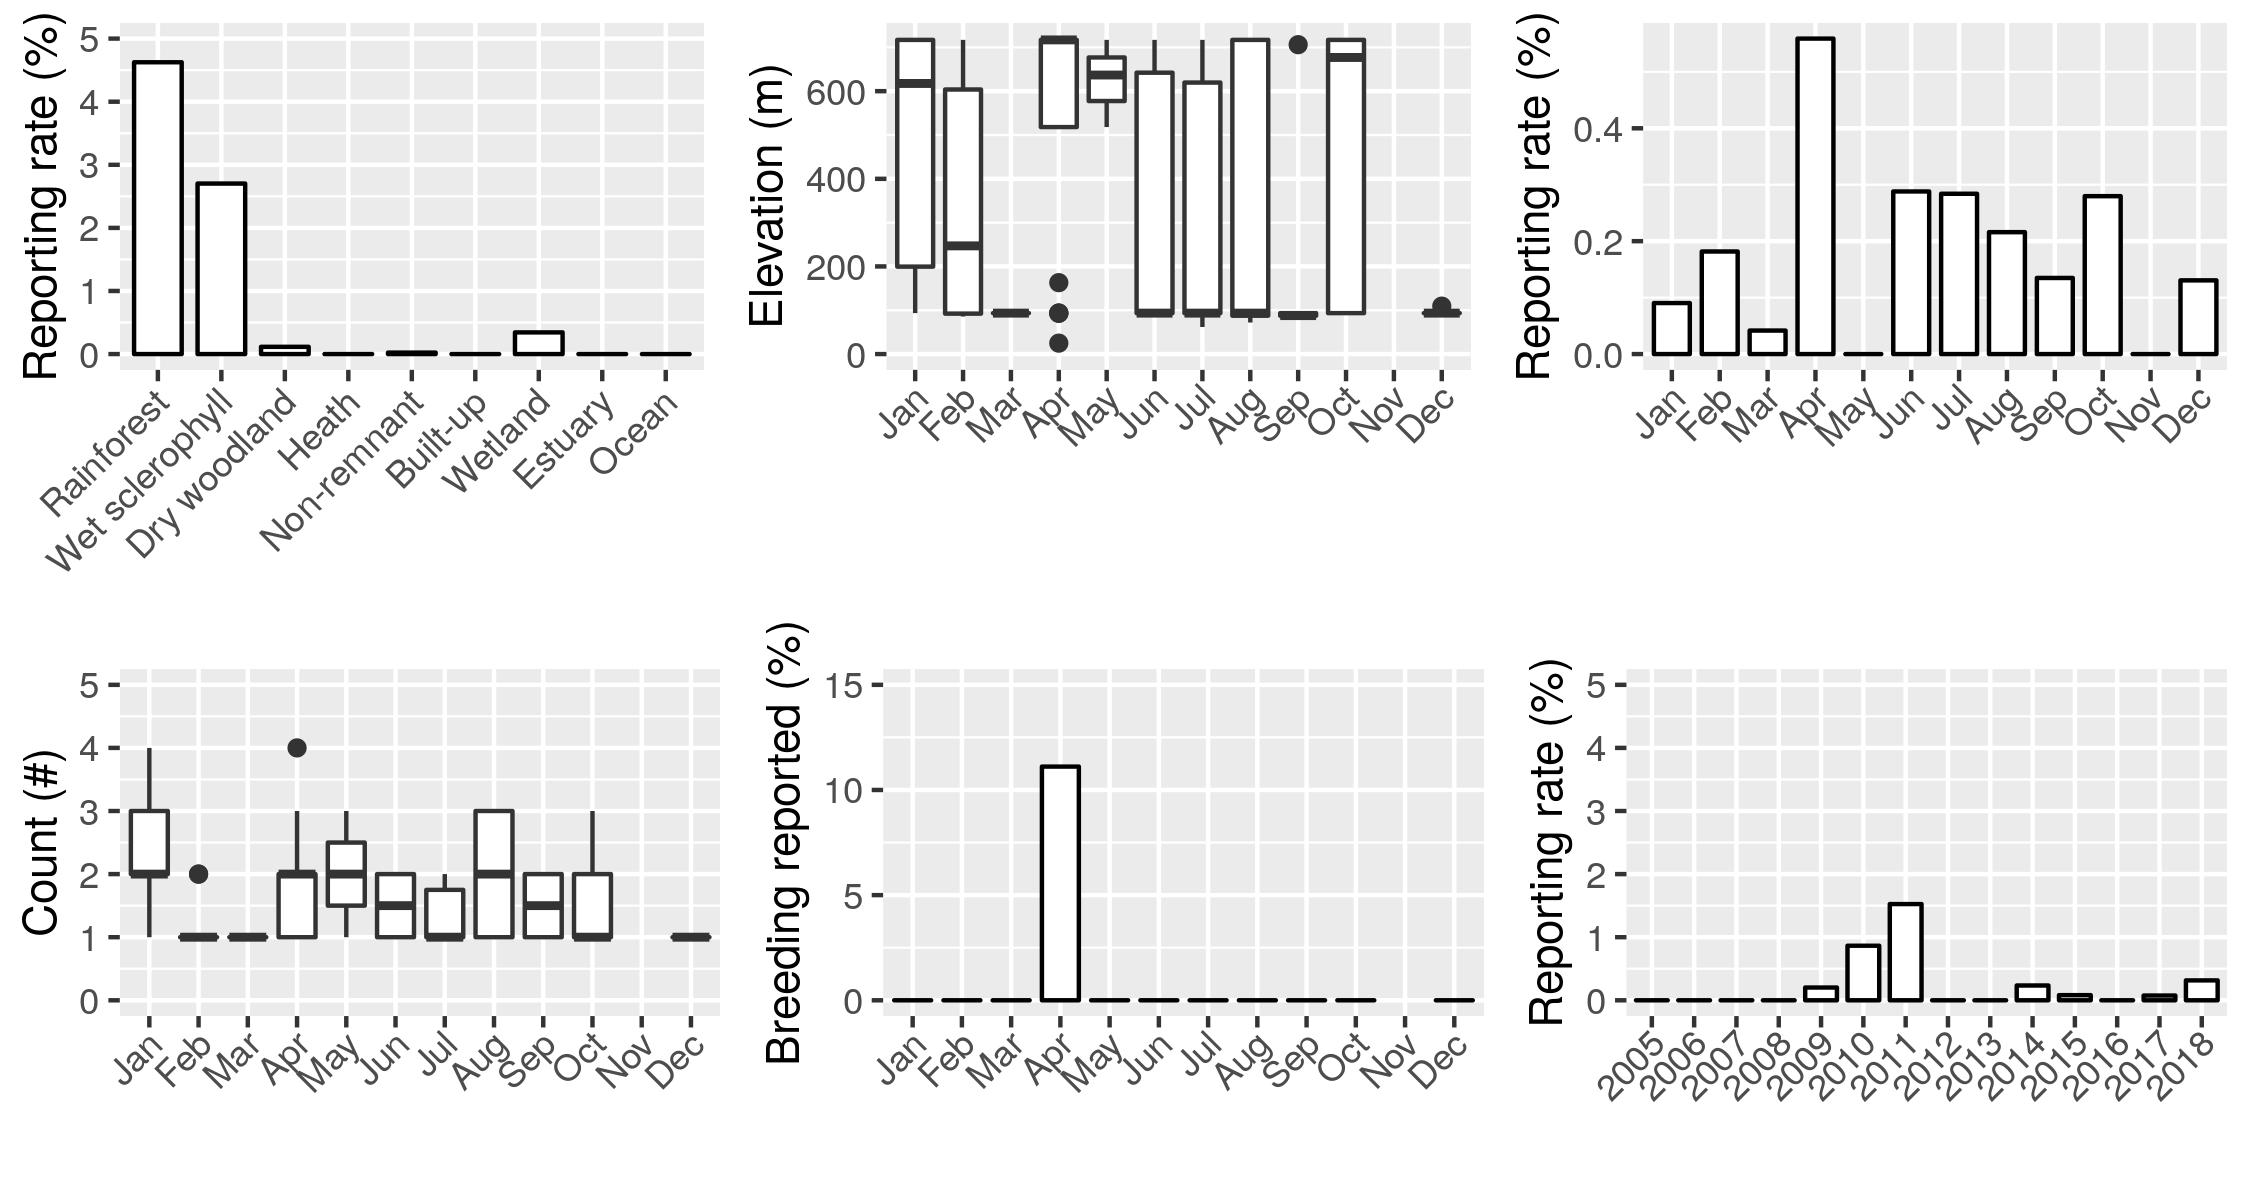 Reporting rate (%)
5
4
3
2
1
0
Rainforest
Wet sclerophyll
Dry woodland
Heath
Non-remnant
Built-up
Wetland
Estuary
Ocean
Elevation (m)
600
400
200
0
Jan
Feb
Mar
Apr
May
Jun
Jul
Aug
Sep
Oct
Nov
Dec
Reporting rate (%)
0.4
0.2
0.0
Jan
Feb
Mar
Apr
May
Jun
Jul
Aug
Sep
Oct
Nov
Dec
Count (#)
5
4
3
2
1
0
Jan
Feb
Mar
Apr
May
Jun
Jul
Aug
Sep
Oct
Nov
Dec
Breeding reported (%)
15
10
5
0
Jan
Feb
Mar
Apr
May
Jun
Jul
Aug
Sep
Oct
Nov
Dec
Reporting rate (%)
5
4
3
2
1
0
2005
2006
2007
2008
2009
2010
2011
2012
2013
2014
2015
2016
2017
2018